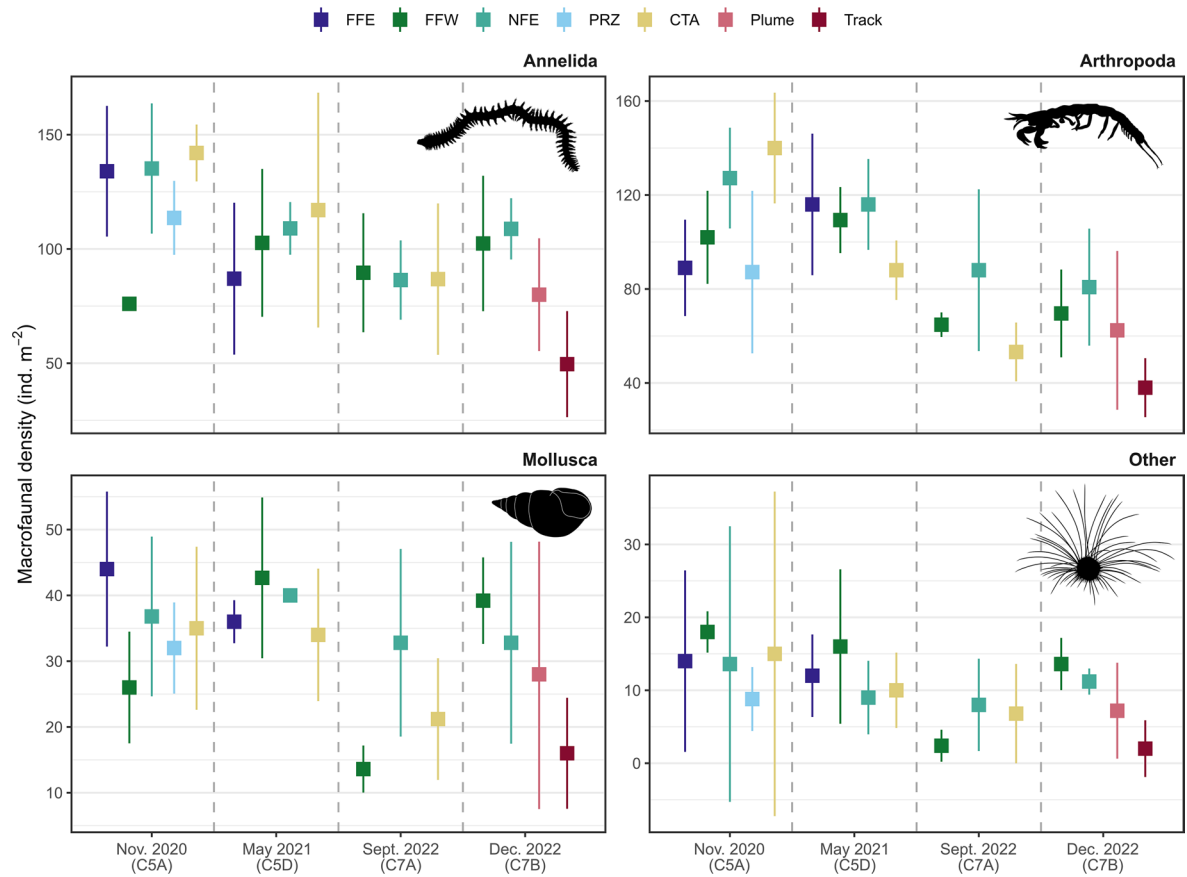 FFE FFW NFE PRZ CTA Plume Track
Annelida
Arthropoda
150
100
50
160
120
80
40
Macrofaunal density (ind. m⁻²)
Mollusca
Other
50
40
30
20
10
30
20
10
0
Nov. 2020 May 2021 Sept. 2022 Dec. 2022
(C5A) (C5D) (C7A) (C7B)
Nov. 2020 May 2021 Sept. 2022 Dec. 2022
(C5A) (C5D) (C7A) (C7B)